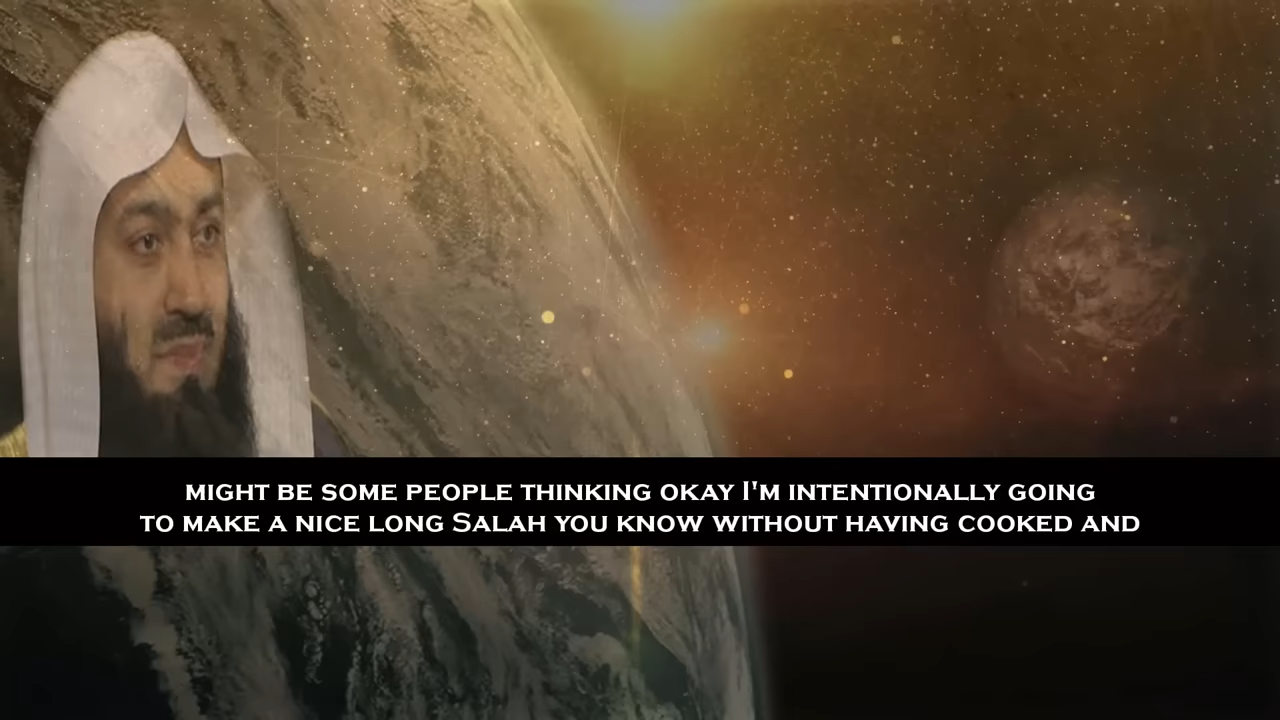 MIGHT BE SOME PEOPLE THINKING OKAY I'M INTENTIONALLY GOING
TO MAKE A NICE LONG SALAH YOU KNOW WITHOUT HAVING COOKED AND